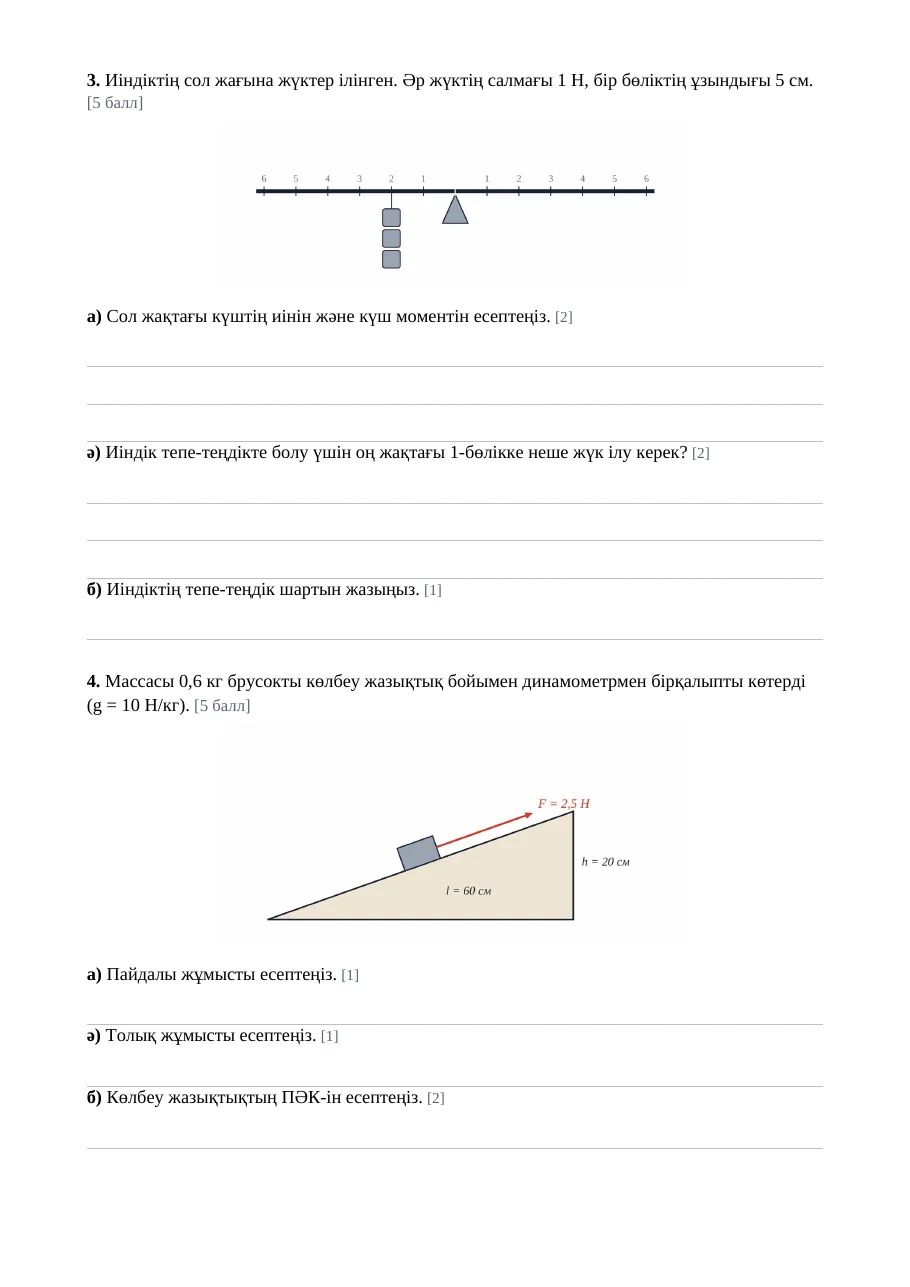 3. Иіндіктің сол жағына жүктер ілінген. Әр жүктің салмағы 1 Н, бір бөліктің ұзындығы 5 см.
[5 балл]
6 5 4 3 2 1 1 2 3 4 5 6
а) Сол жақтағы күштің иінін және күш моментін есептеңіз. [2]
ә) Иіндік тепе-теңдікте болу үшін оң жақтағы 1-бөлікке неше жүк ілу керек? [2]
б) Иіндіктің тепе-теңдік шартын жазыңыз. [1]
4. Массасы 0,6 кг брусокты көлбеу жазықтық бойымен динамометрмен бірқалыпты көтерді
(g = 10 Н/кг). [5 балл]
F = 2,5 Н
h = 20 см
l = 60 см
а) Пайдалы жұмысты есептеңіз. [1]
ә) Толық жұмысты есептеңіз. [1]
б) Көлбеу жазықтықтың ПӘК-ін есептеңіз. [2]